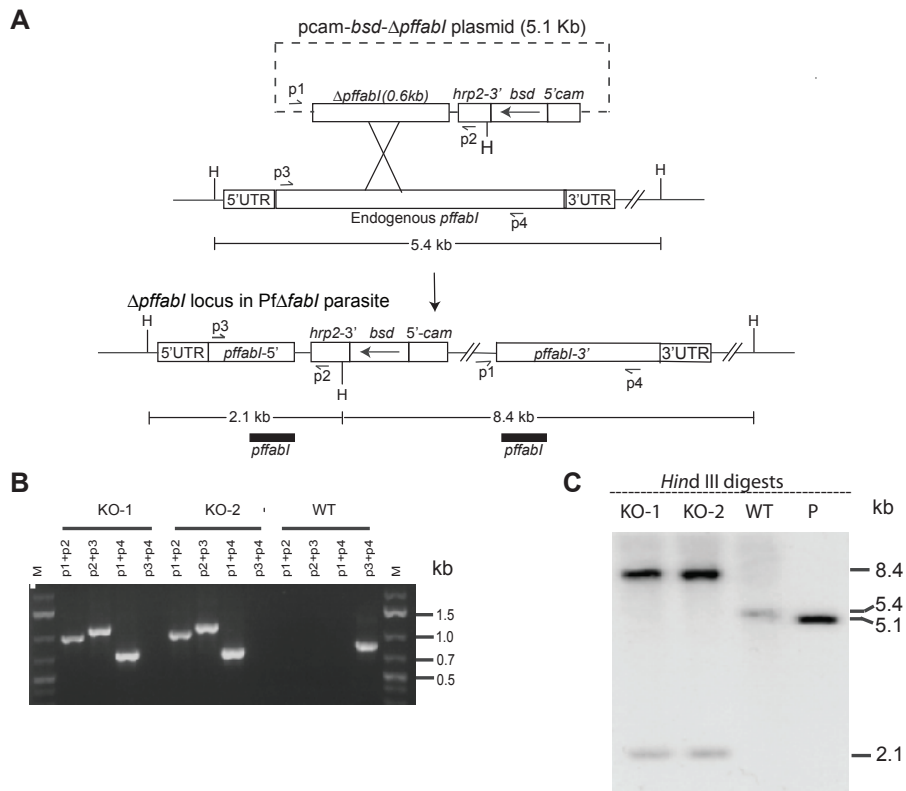 A
pcam-bsd-Δpffabl plasmid (5.1 Kb)
p1
Δpffabl(0.6kb)
hrp2-3’ bsd 5’cam
p2
H
H
p3
H
5’UTR
3’UTR
Endogenous pffabl
p4
5.4 kb
Δpffabl locus in PfΔfabl parasite
H
p3
hrp2-3’ bsd 5’-cam
H
5’UTR pffabl-5’
pffabl-3’ 3’UTR
p2
p1
p4
H
2.1 kb
8.4 kb
pffabl
pffabl
B
KO-1 KO-2 WT
M p1+p2 p2+p3 p1+p4 p3+p4 p1+p2 p2+p3 p1+p4 p3+p4 p1+p2 p2+p3 p1+p4 p3+p4 M
kb
1.5
1.0
0.7
0.5
C
Hind III digests
KO-1 KO-2 WT P kb
8.4
5.4
5.1
2.1